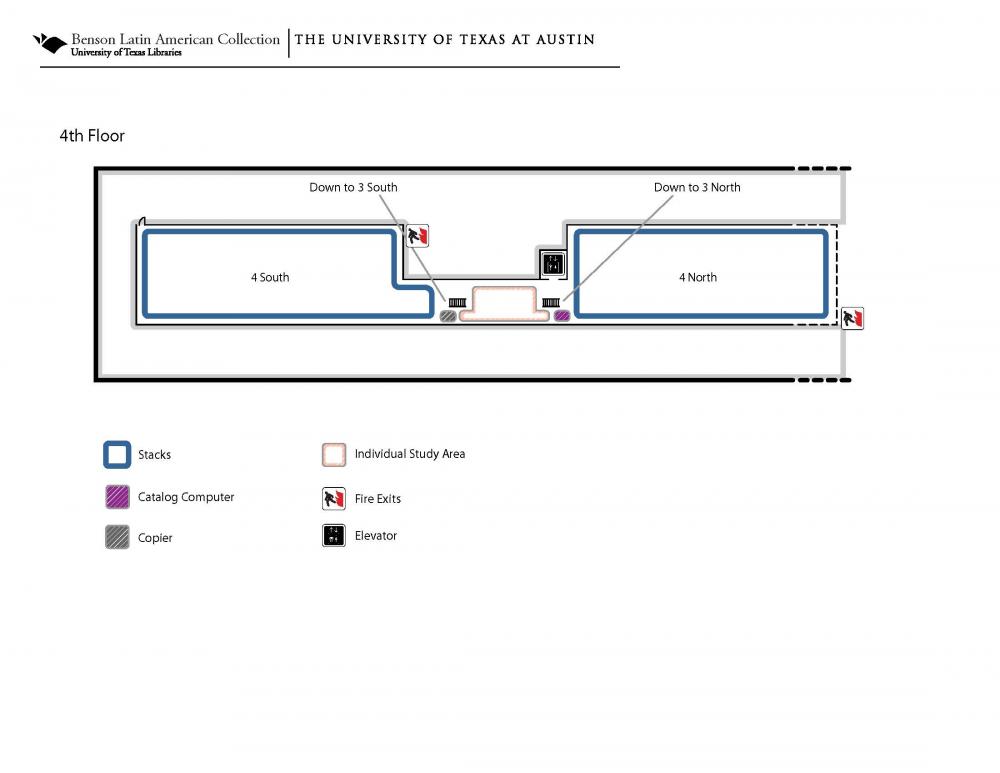 Benson Latin American Collection
University of Texas Libraries
THE UNIVERSITY OF TEXAS AT AUSTIN
4th Floor
Down to 3 South
Down to 3 North
4 South
4 North
Stacks
Individual Study Area
Catalog Computer
Fire Exits
Copier
Elevator